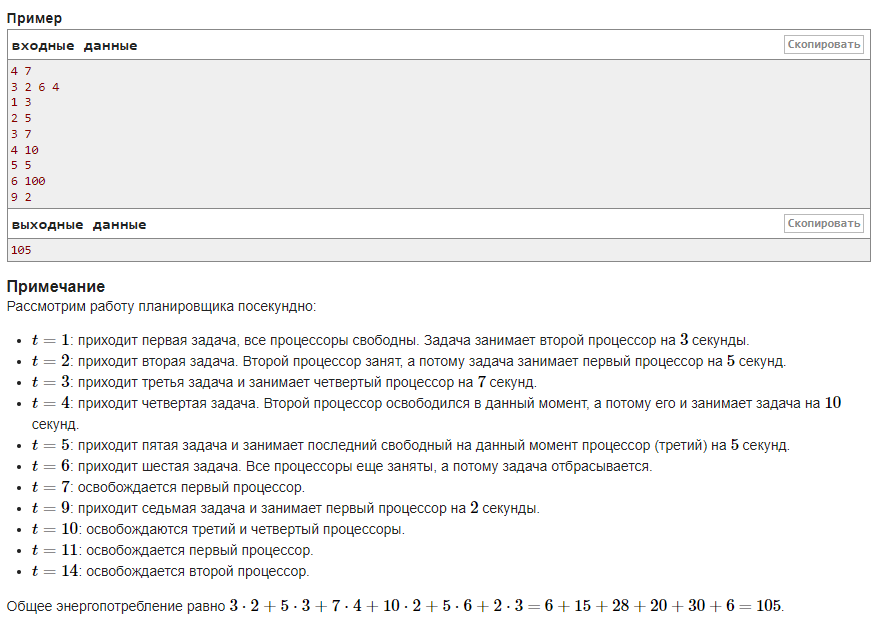 Пример
входные данные
Скопировать
4 7
3 2 6 4
1 3
2 5
3 7
4 10
5 5
6 100
9 2
выходные данные
Скопировать
105
Примечание
Рассмотрим работу планировщика посекундно:
• t = 1: приходит первая задача, все процессоры свободны. Задача занимает второй процессор на 3 секунды.
• t = 2: приходит вторая задача. Второй процессор занят, а потому задача занимает первый процессор на 5 секунд.
• t = 3: приходит третья задача и занимает четвертый процессор на 7 секунд.
• t = 4: приходит четвертая задача. Второй процессор освободился в данный момент, а потому его и занимает задача на 10
секунд.
• t = 5: приходит пятая задача и занимает последний свободный на данный момент процессор (третий) на 5 секунд.
• t = 6: приходит шестая задача. Все процессоры еще заняты, а потому задача отбрасывается.
• t = 7: освобождается первый процессор.
• t = 9: приходит седьмая задача и занимает первый процессор на 2 секунды.
• t = 10: освобождаются третий и четвертый процессоры.
• t = 11: освобождается первый процессор.
• t = 14: освобождается второй процессор.
Общее энергопотребление равно 3 · 2 + 5 · 3 + 7 · 4 + 10 · 2 + 5 · 6 + 2 · 3 = 6 + 15 + 28 + 20 + 30 + 6 = 105.